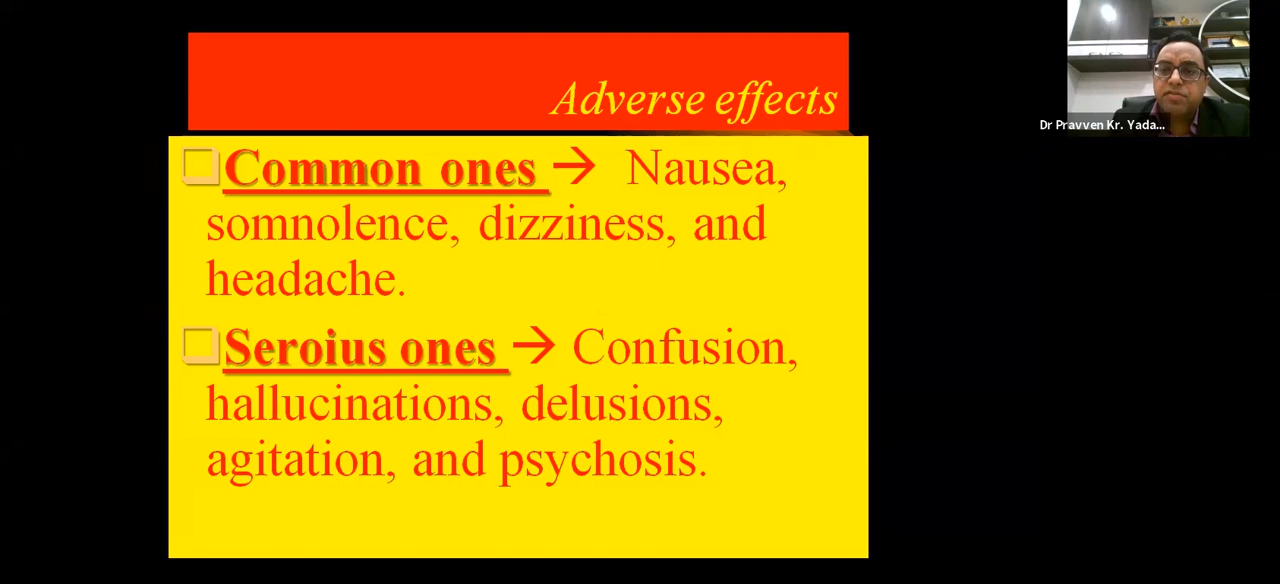 Adverse effects
Common ones → Nausea,
somnolence, dizziness, and
headache.
Seroius ones → Confusion,
hallucinations, delusions,
agitation, and psychosis.
Dr Pravven Kr. Yada...